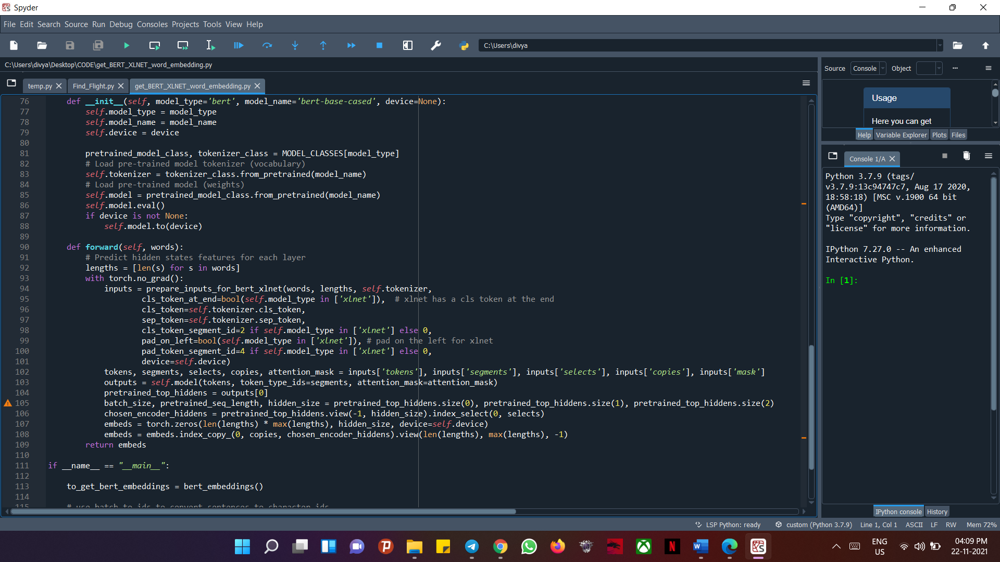 Spyder
File Edit Search Source Run Debug Consoles Projects Tools View Help
C:\Users\divya
C:\Users\divya\Desktop\CODE\get_BERT_XLNET_word_embedding.py
temp.py
Find_Flight.py
get_BERT_XLNET_word_embedding.py
76     def __init__(self, model_type='bert', model_name='bert-base-cased', device=None):
77         self.model_type = model_type
78         self.model_name = model_name
79         self.device = device
80
81         pretrained_model_class, tokenizer_class = MODEL_CLASSES[model_type]
82         # Load pre-trained model tokenizer (vocabulary)
83         self.tokenizer = tokenizer_class.from_pretrained(model_name)
84         # Load pre-trained model (weights)
85         self.model = pretrained_model_class.from_pretrained(model_name)
86         self.model.eval()
87         if device is not None:
88             self.model.to(device)
89
90     def forward(self, words):
91         # Predict hidden states features for each layer
92         lengths = [len(s) for s in words]
93         with torch.no_grad():
94             inputs = prepare_inputs_for_bert_xlnet(words, lengths, self.tokenizer,
95                     cls_token_at_end=bool(self.model_type in ['xlnet']),  # xlnet has a cls token at the end
96                     cls_token=self.tokenizer.cls_token,
97                     sep_token=self.tokenizer.sep_token,
98                     cls_token_segment_id=2 if self.model_type in ['xlnet'] else 0,
99                     pad_on_left=bool(self.model_type in ['xlnet']), # pad on the left for xlnet
100                     pad_token_segment_id=4 if self.model_type in ['xlnet'] else 0,
101                     device=self.device)
102             tokens, segments, selects, copies, attention_mask = inputs['tokens'], inputs['segments'], inputs['selects'], inputs['copies'], inputs['mask']
103             outputs = self.model(tokens, token_type_ids=segments, attention_mask=attention_mask)
104             pretrained_top_hiddens = outputs[0]
105             batch_size, pretrained_seq_length, hidden_size = pretrained_top_hiddens.size(0), pretrained_top_hiddens.size(1), pretrained_top_hiddens.size(2)
106             chosen_encoder_hiddens = pretrained_top_hiddens.view(-1, hidden_size).index_select(0, selects)
107             embeds = torch.zeros(len(lengths) * max(lengths), hidden_size, device=self.device)
108             embeds = embeds.index_copy_(0, copies, chosen_encoder_hiddens).view(len(lengths), max(lengths), -1)
109         return embeds
110
111 if __name__ == "__main__":
112
113     to_get_bert_embeddings = bert_embeddings()
114
115     # use batch_to_ids to convert sentences to character ids
Source Console Object
Usage
Here you can get
Help Variable Explorer Plots Files
Console 1/A
Python 3.7.9 (tags/
v3.7.9:13c94747c7, Aug 17 2020,
18:58:18) [MSC v.1900 64 bit
(AMD64)]
Type "copyright", "credits" or
"license" for more information.
IPython 7.27.0 -- An enhanced
Interactive Python.
In [1]:
IPython console History
LSP Python: ready custom (Python 3.7.9) Line 1, Col 1 ASCII LF RW Mem 72%
ENG
US
04:09 PM
22-11-2021